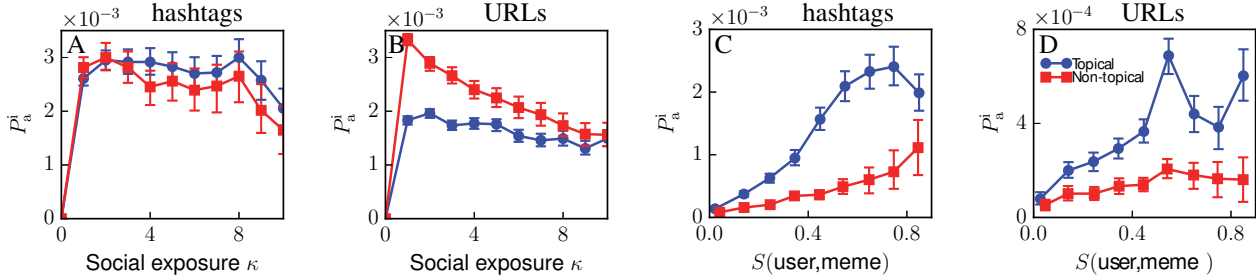 ×10⁻³ hashtags
A
3
2
1
0
P_a^i
0 4 8
Social exposure κ
×10⁻³ URLs
B
3
2
1
0
P_a^i
0 4 8
Social exposure κ
×10⁻³ hashtags
C
3
2
1
0
P_a^i
0.0 0.4 0.8
S(user,meme)
×10⁻⁴ URLs
D
8
4
0
P_a^i
Topical
Non-topical
0.0 0.4 0.8
S(user,meme )